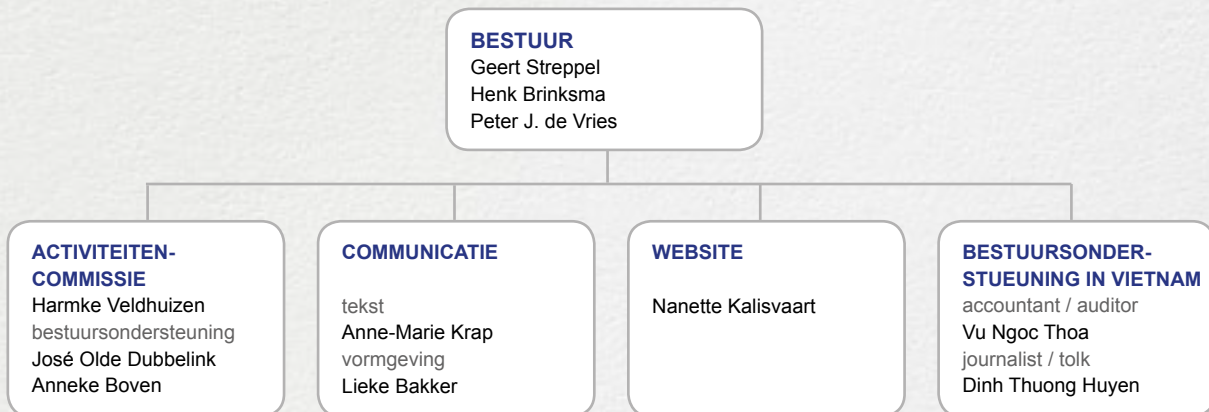 BESTUUR
Geert Streppel
Henk Brinksma
Peter J. de Vries
ACTIVITEITEN-
COMMISSIE
Harmke Veldhuizen
bestuursondersteuning
José Olde Dubbelink
Anneke Boven
COMMUNICATIE
tekst
Anne-Marie Krap
vormgeving
Lieke Bakker
WEBSITE
Nanette Kalisvaart
BESTUURSONDER-
STUEUNING IN VIETNAM
accountant / auditor
Vu Ngoc Thoa
journalist / tolk
Dinh Thuong Huyen